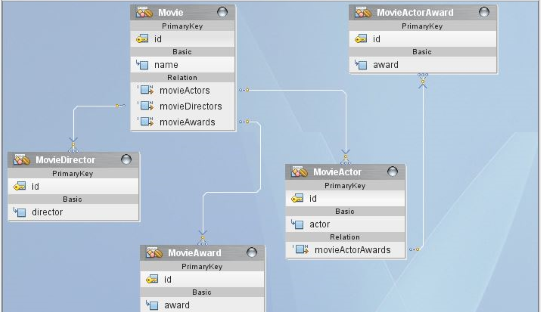 Movie
PrimaryKey
id
Basic
name
Relation
movieActors
movieDirectors
movieAwards
MovieActorAward
PrimaryKey
id
Basic
award
MovieDirector
PrimaryKey
id
Basic
director
MovieActor
PrimaryKey
id
Basic
actor
Relation
movieActorAwards
MovieAward
PrimaryKey
id
Basic
award